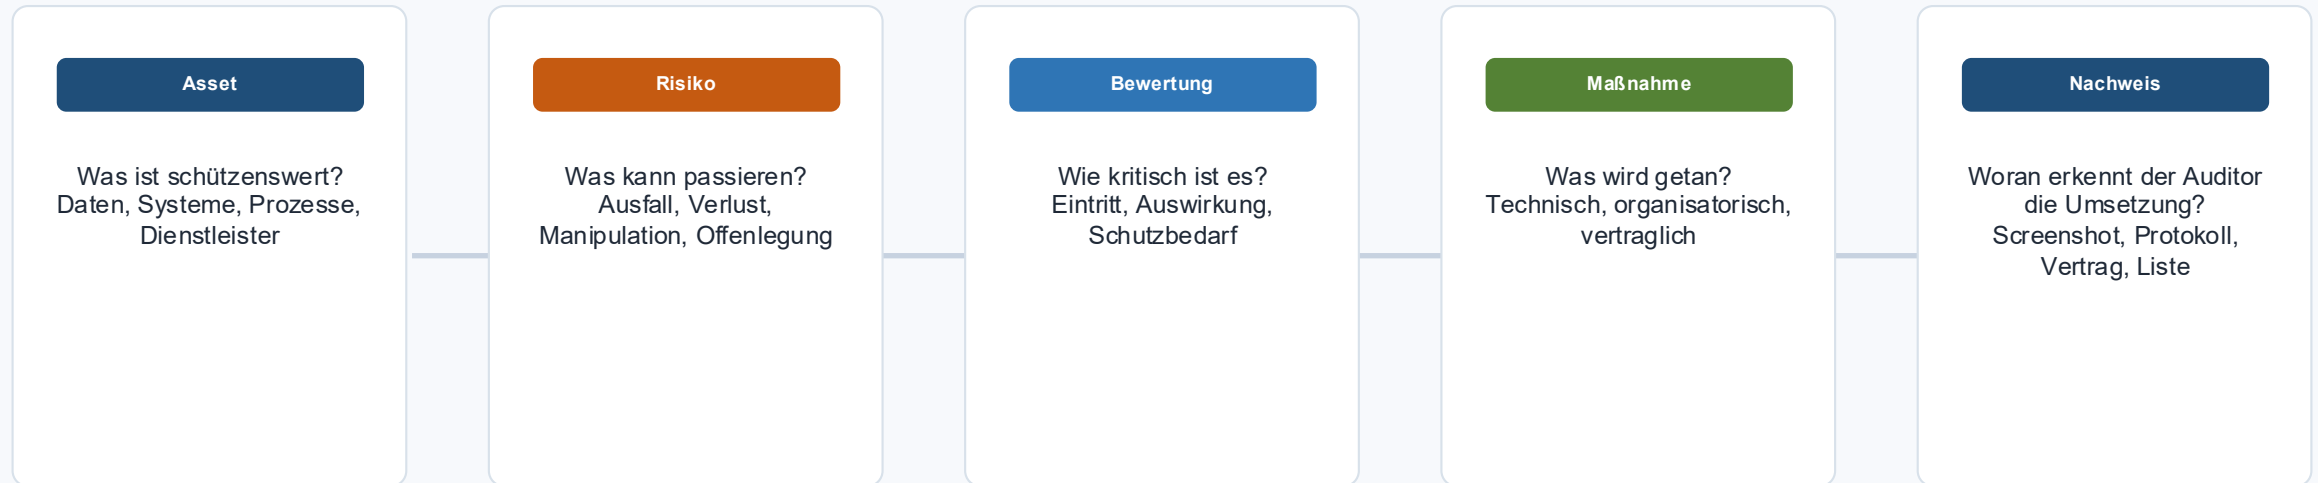 Asset
Was ist schützenswert?
Daten, Systeme, Prozesse,
Dienstleister
Risiko
Was kann passieren?
Ausfall, Verlust,
Manipulation, Offenlegung
Bewertung
Wie kritisch ist es?
Eintritt, Auswirkung,
Schutzbedarf
Maßnahme
Was wird getan?
Technisch, organisatorisch,
vertraglich
Nachweis
Woran erkennt der Auditor
die Umsetzung?
Screenshot, Protokoll,
Vertrag, Liste